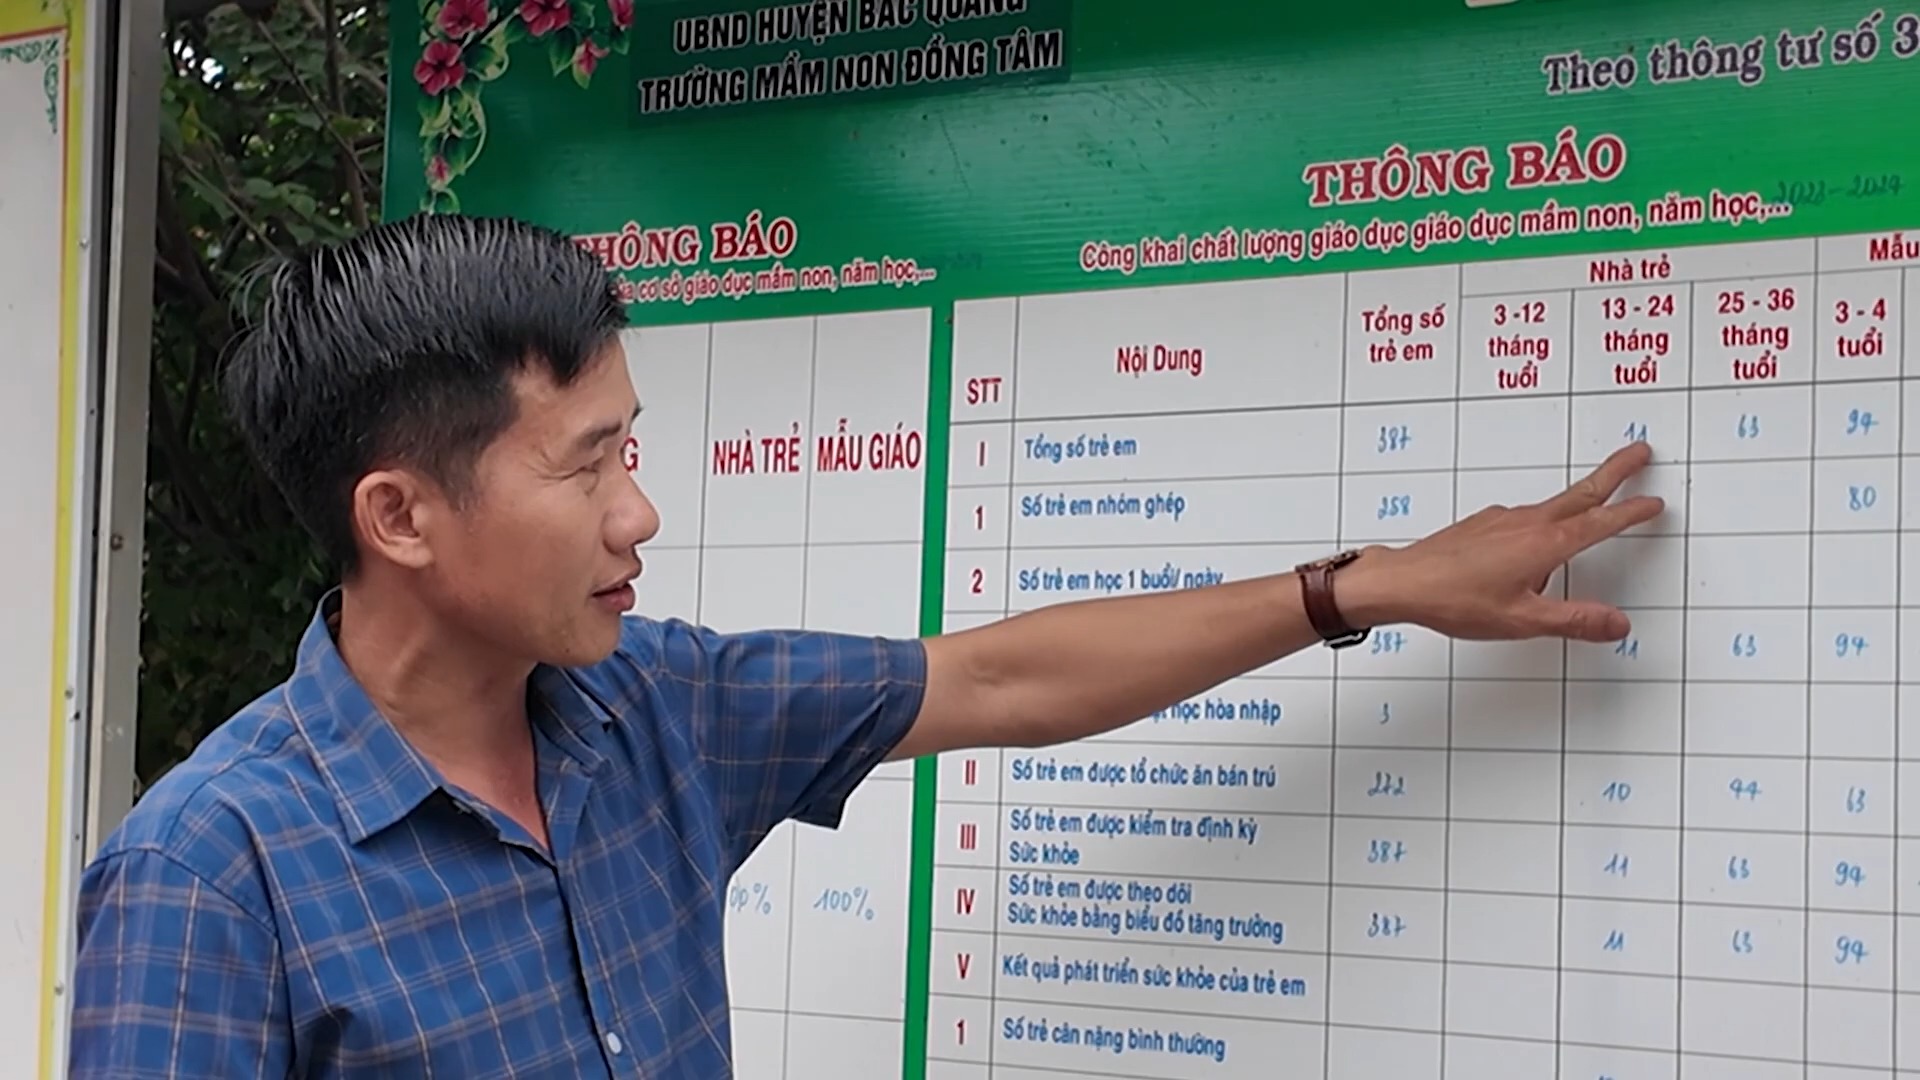 UBND HUYỆN BẮC QUANG
TRƯỜNG MẦM NON ĐỒNG TÂM
Theo thông tư số 3
THÔNG BÁO
cơ sở giáo dục mầm non, năm học,...
NHÀ TRẺ MẪU GIÁO
100%
THÔNG BÁO
Công khai chất lượng giáo dục giáo dục mầm non, năm học,... 2023-2024
STT Nội Dung Tổng số trẻ em Nhà trẻ Mẫu
3 -12 tháng tuổi 13 - 24 tháng tuổi 25 - 36 tháng tuổi 3 - 4 tuổi
I Tổng số trẻ em 387 11 63 94
1 Số trẻ em nhóm ghép 258 80
2 Số trẻ em học 1 buổi/ ngày
387 11 63 94
học hòa nhập 3
II Số trẻ em được tổ chức ăn bán trú 272 10 44 63
III Số trẻ em được kiểm tra định kỳ
Sức khỏe 387 11 63 94
IV Số trẻ em được theo dõi
Sức khỏe bằng biểu đồ tăng trưởng 387 11 63 94
V Kết quả phát triển sức khỏe của trẻ em
1 Số trẻ cân nặng bình thường